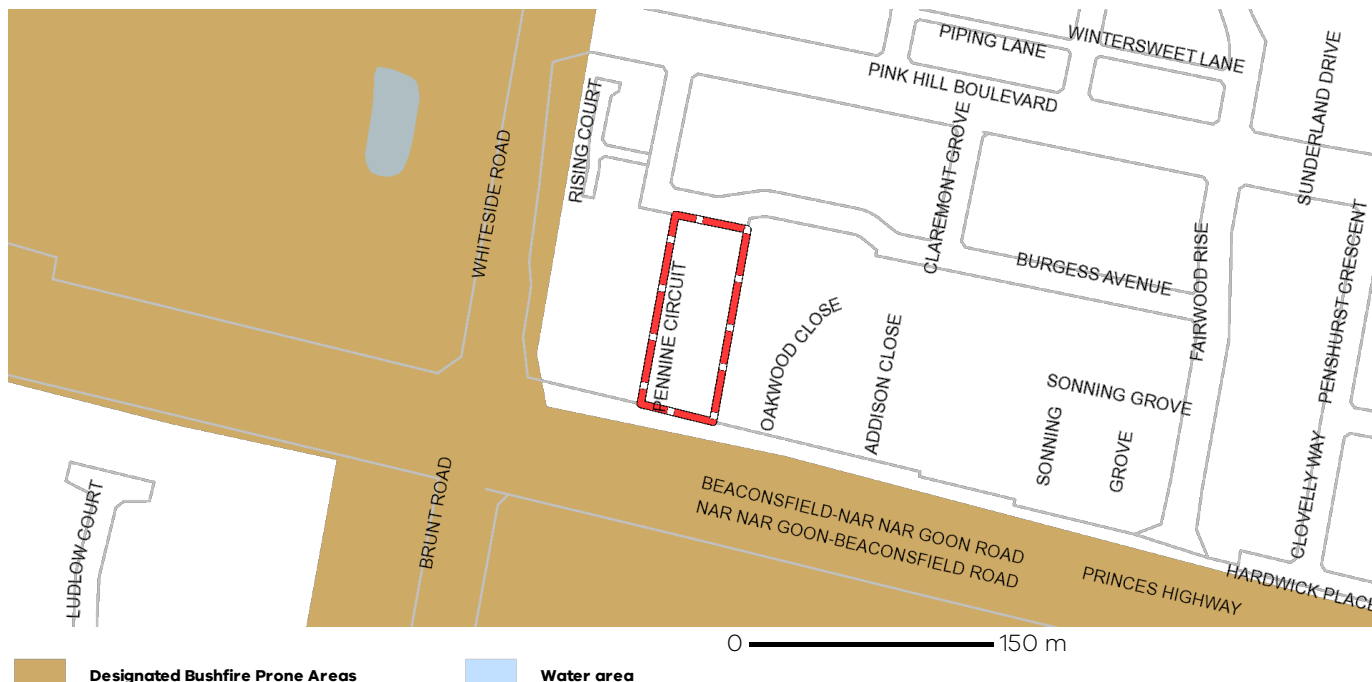 PIPING LANE
WINTERSWEET LANE
PINK HILL BOULEVARD
SUNDERLAND DRIVE
RISING COURT
WHITESIDE ROAD
CLAREMONT GROVE
PENNINE CIRCUIT
BURGESS AVENUE
FAIRWOOD RISE
PENSHURST CRESCENT
OAKWOOD CLOSE
ADDISON CLOSE
SONNING GROVE
SONNING
GROVE
CLOVELLY WAY
LUDLOW COURT
BRUNT ROAD
BEACONSFIELD-NAR NAR GOON ROAD
NAR NAR GOON-BEACONSFIELD ROAD
PRINCES HIGHWAY
HARDWICK PLACE
0 150 m
Designated Bushfire Prone Areas
Water area